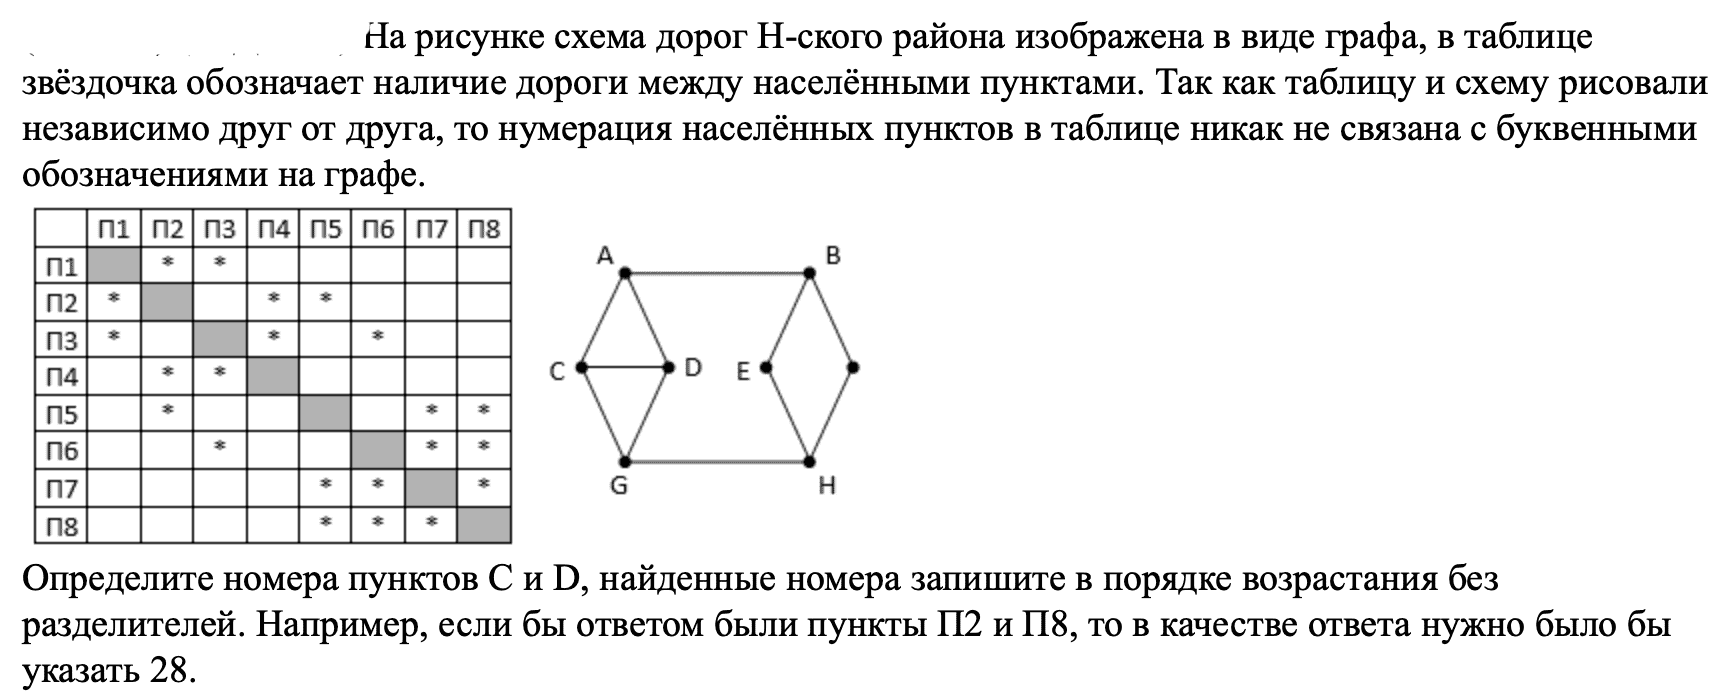 На рисунке схема дорог Н-ского района изображена в виде графа, в таблице
звёздочка обозначает наличие дороги между населёнными пунктами. Так как таблицу и схему рисовали
независимо друг от друга, то нумерация населённых пунктов в таблице никак не связана с буквенными
обозначениями на графе.
П1 П2 П3 П4 П5 П6 П7 П8
П1 * *
П2 * * *
П3 * * *
П4 * *
П5 * * *
П6 * * *
П7 * * *
П8 * * *
A B
C D E
G H
Определите номера пунктов C и D, найденные номера запишите в порядке возрастания без
разделителей. Например, если бы ответом были пункты П2 и П8, то в качестве ответа нужно было бы
указать 28.